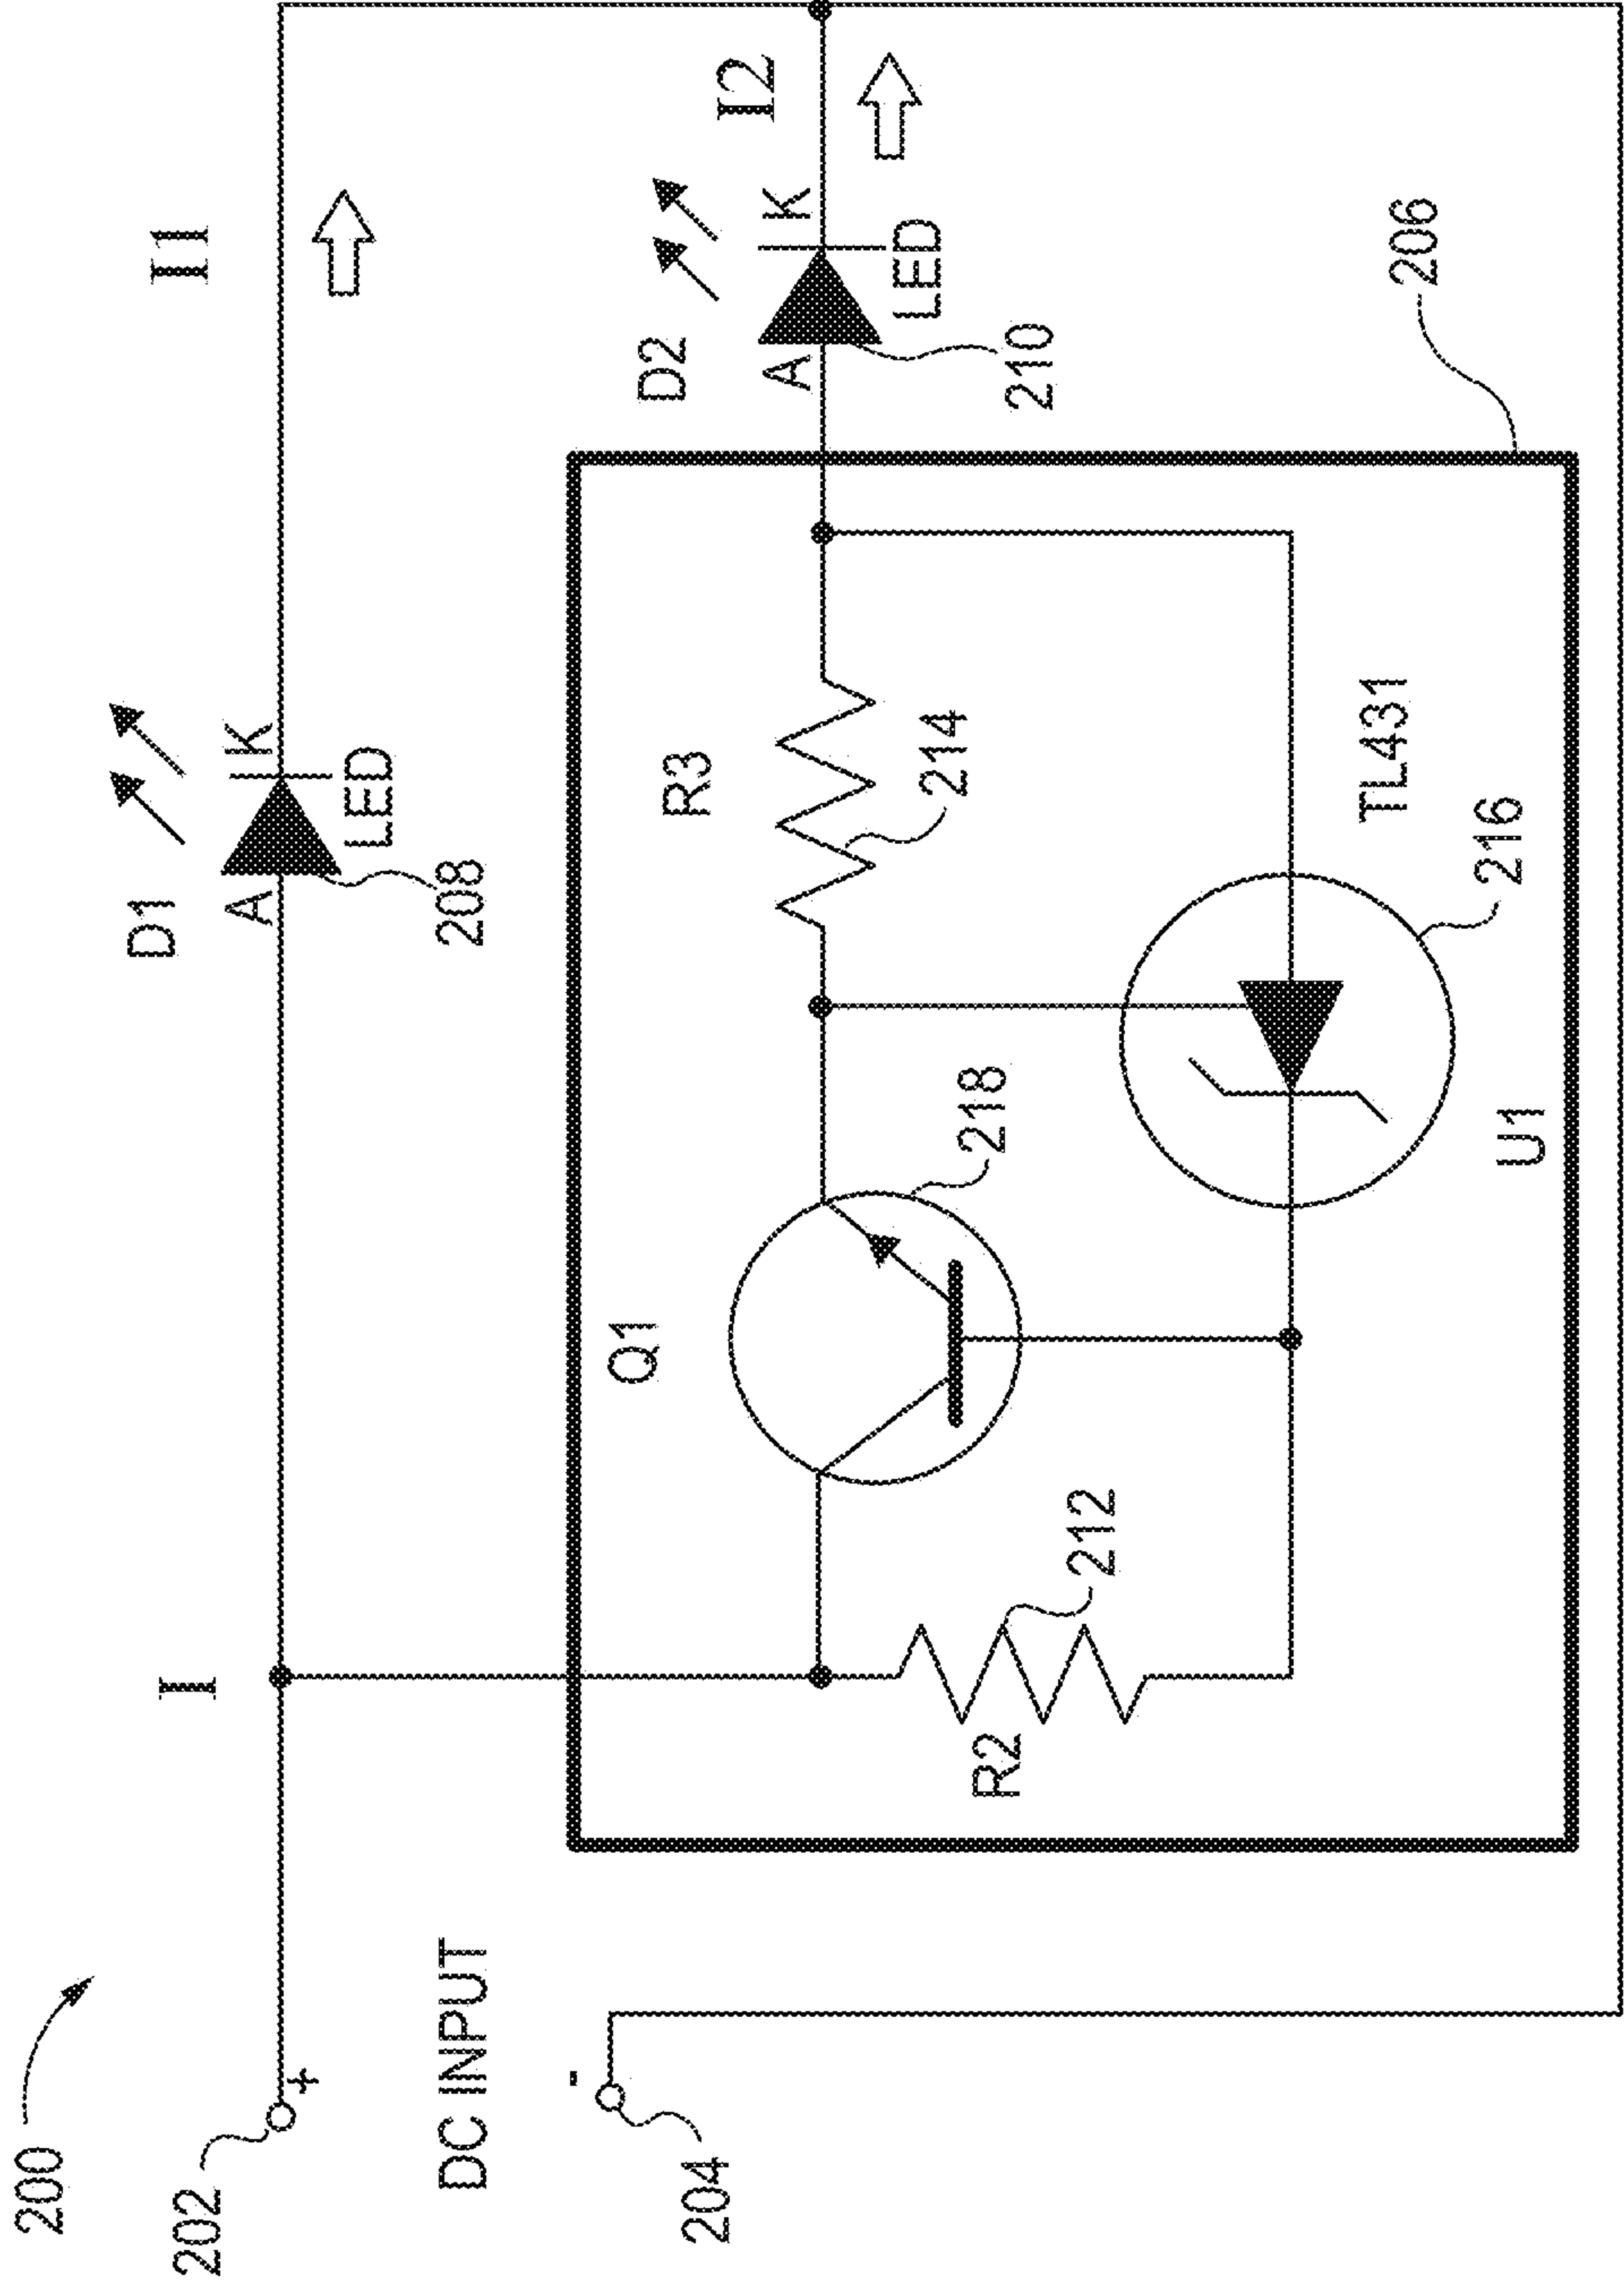 200
202
+
DC INPUT
-
204
I
D1
A
K
LED
208
I1
206
Q1
218
R2
212
R3
214
TL431
216
U1
D2
A
K
LED
210
I2